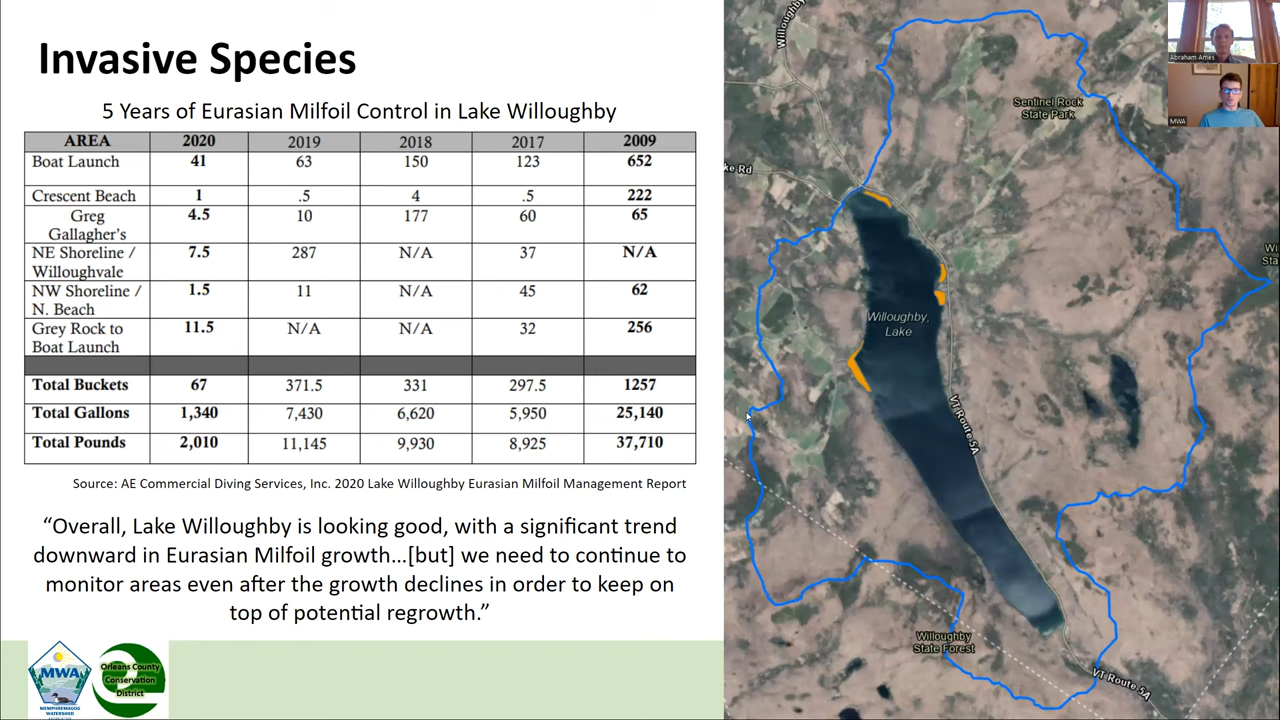 Invasive Species
5 Years of Eurasian Milfoil Control in Lake Willoughby
AREA 2020 2019 2018 2017 2009
Boat Launch 41 63 150 123 652
Crescent Beach 1 .5 4 .5 222
Greg 4.5 10 177 60 65
Gallagher's
NE Shoreline / 7.5 287 N/A 37 N/A
Willoughvale
NW Shoreline / 1.5 11 N/A 45 62
N. Beach
Grey Rock to 11.5 N/A N/A 32 256
Boat Launch
Total Buckets 67 371.5 331 297.5 1257
Total Gallons 1,340 7,430 6,620 5,950 25,140
Total Pounds 2,010 11,145 9,930 8,925 37,710
Source: AE Commercial Diving Services, Inc. 2020 Lake Willoughby Eurasian Milfoil Management Report
“Overall, Lake Willoughby is looking good, with a significant trend
downward in Eurasian Milfoil growth…[but] we need to continue to
monitor areas even after the growth declines in order to keep on
top of potential regrowth.”
MWA
MEMPHREMAGOG
WATERSHED
Orleans County
Conservation
District
Willoughby
Sentinel Rock
State Park
ke Rd
Wi
Sta
Willoughby,
Lake
VT Route 5A
Willoughby
State Forest
VT Route 5A
Abraham Ames
MWA